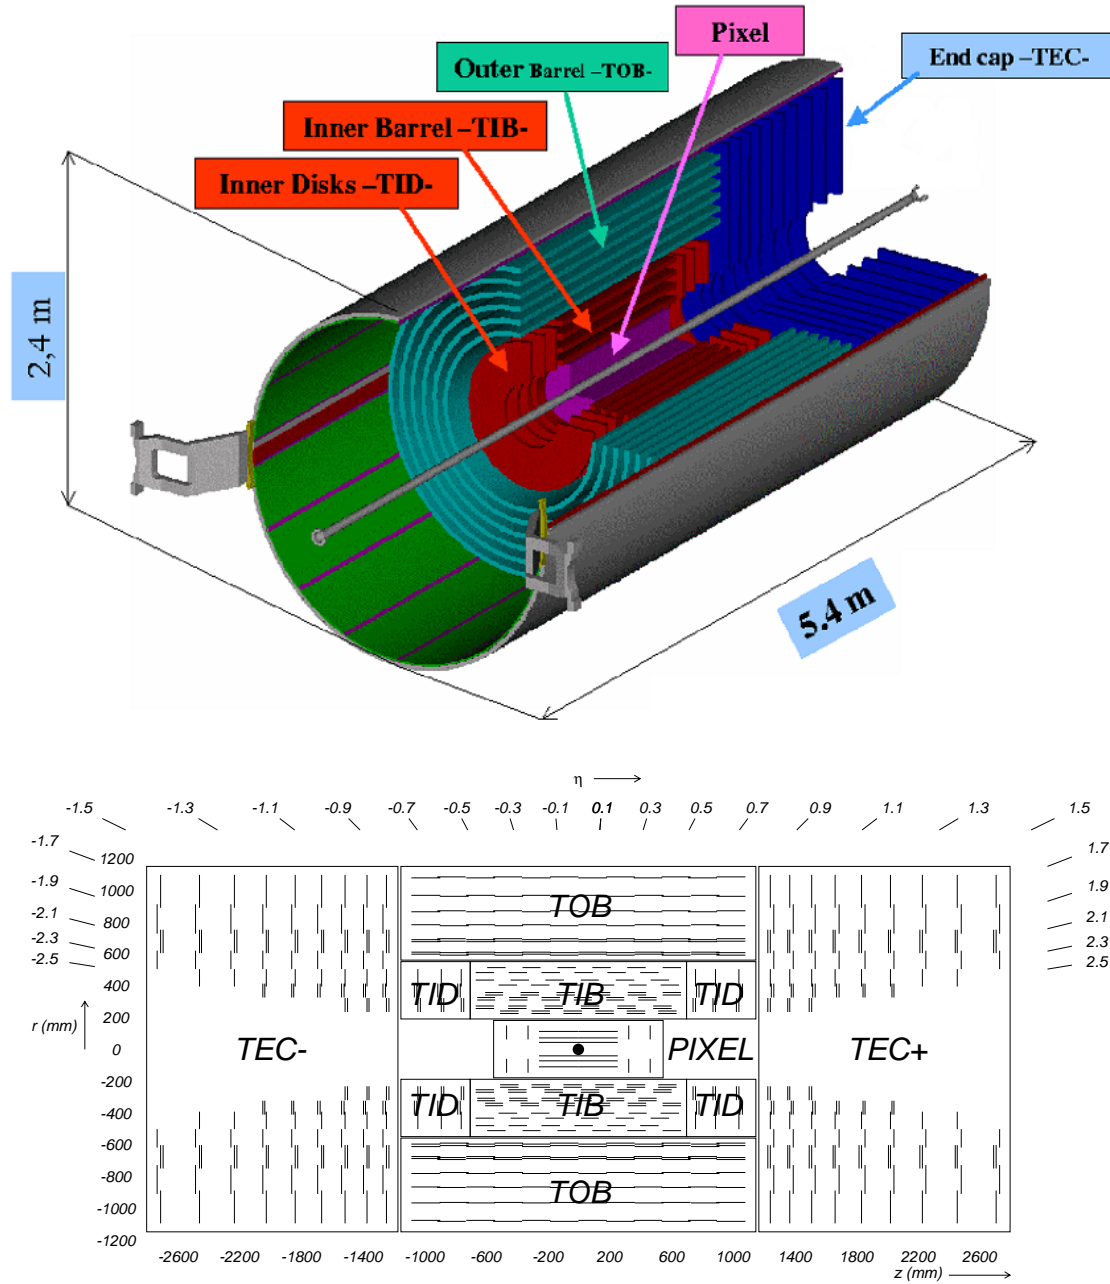 Pixel
End cap –TEC-
Outer Barrel –TOB-
Inner Barrel –TIB-
Inner Disks –TID-
2,4 m
5.4 m
η
-1.5 -1.3 -1.1 -0.9 -0.7 -0.5 -0.3 -0.1 0.1 0.3 0.5 0.7 0.9 1.1 1.3 1.5
-1.7 1.7
-1.9 1.9
-2.1 2.1
-2.3 2.3
-2.5 2.5
1200
1000
800
600
400
200
0
-200
-400
-600
-800
-1000
-1200
r (mm)
TOB
TID TIB TID
TEC- PIXEL TEC+
TID TIB TID
TOB
-2600 -2200 -1800 -1400 -1000 -600 -200 200 600 1000 1400 1800 2200 2600
z (mm)